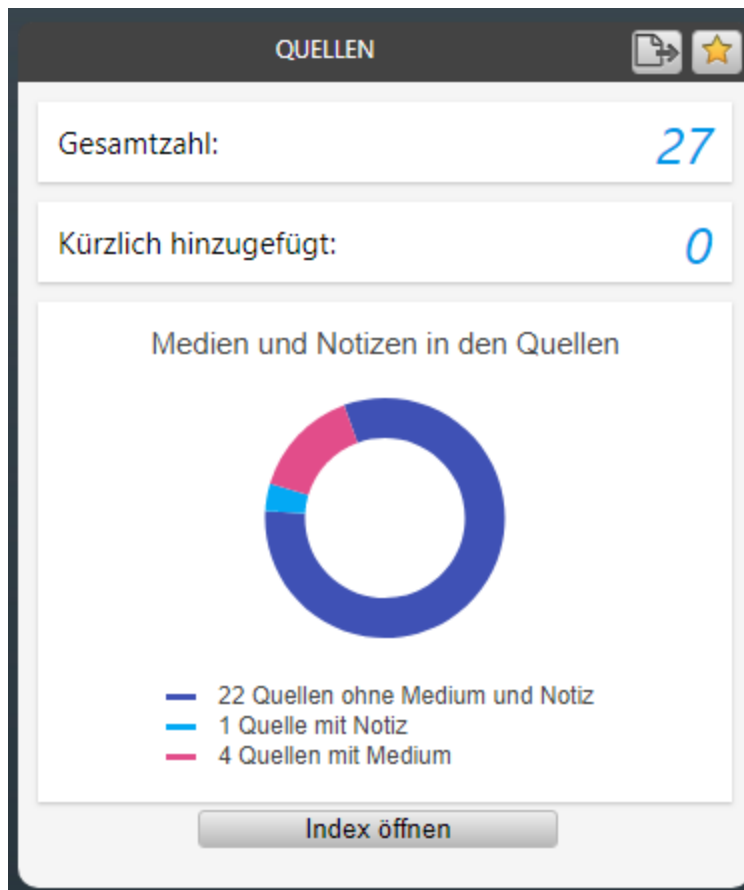 QUELLEN
Gesamtzahl: 27
Kürzlich hinzugefügt: 0
Medien und Notizen in den Quellen
22 Quellen ohne Medium und Notiz
1 Quelle mit Notiz
4 Quellen mit Medium
Index öffnen